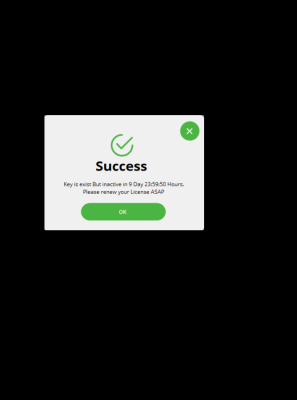 Success
Key is exist But inactive in 9 Day 23:59:50 Hours.
Please renew your License ASAP
OK